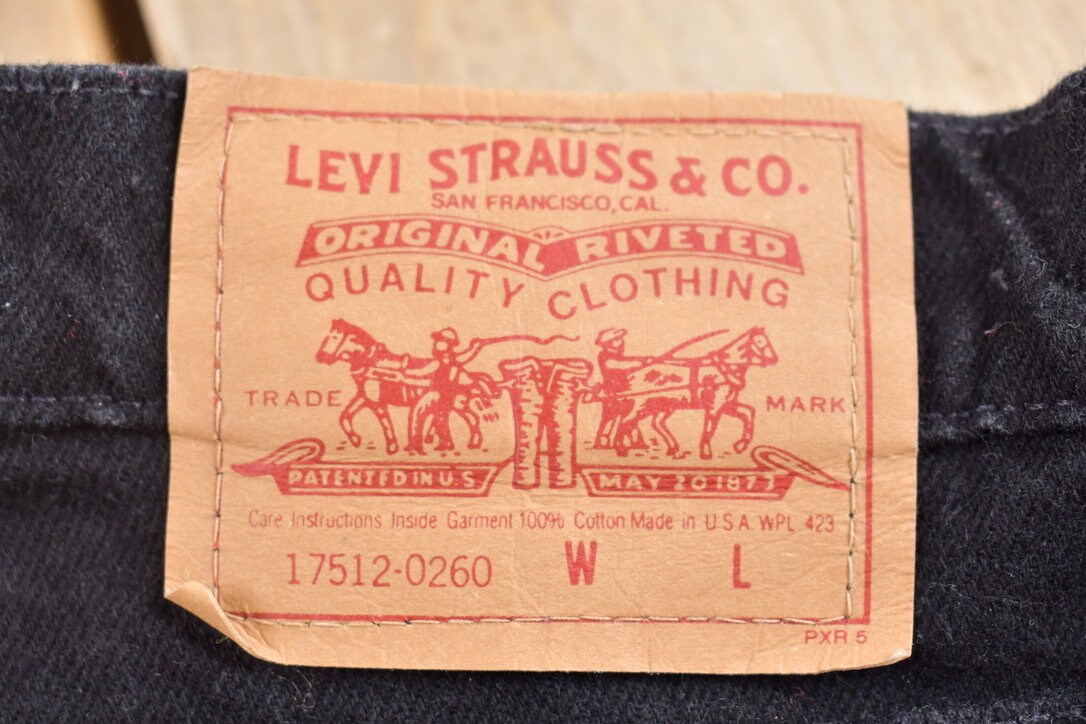 LEVI STRAUSS & CO.
SAN FRANCISCO, CAL.
ORIGINAL RIVETED
QUALITY CLOTHING
TRADE MARK
PATENTED IN U.S. MAY 20 1873
Care Instructions Inside Garment 100% Cotton Made in U.S.A. WPL 423
17512-0260 W L
PXR 5